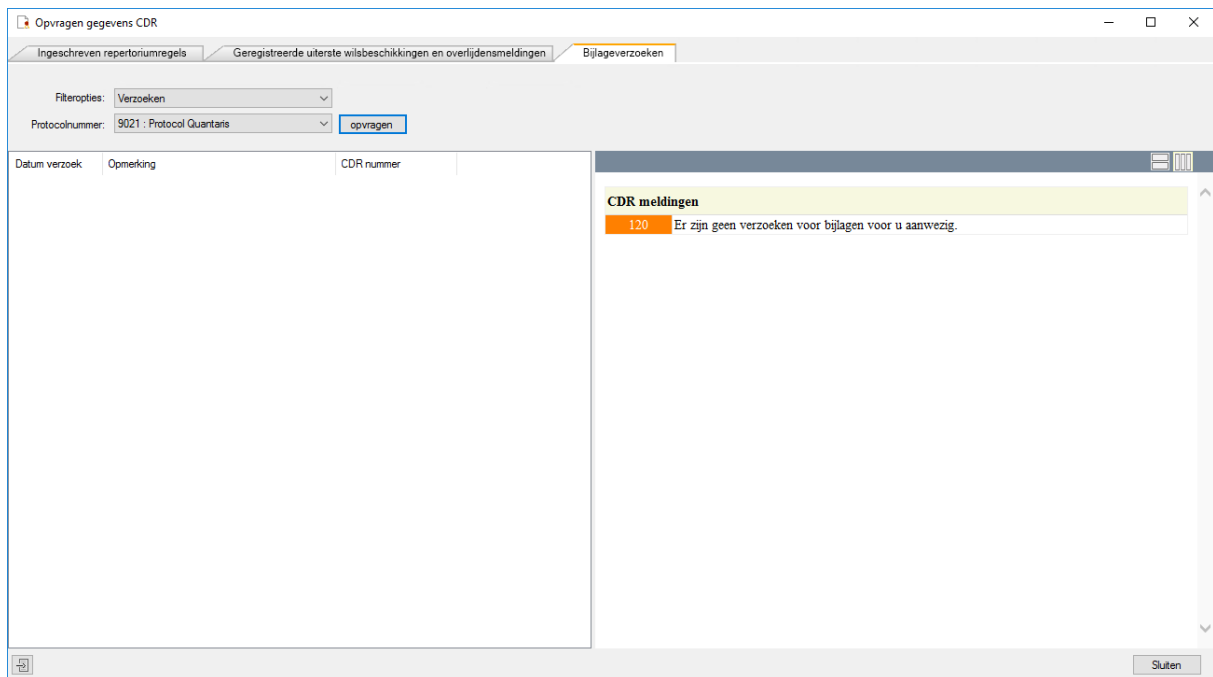 Opvragen gegevens CDR
Ingeschreven repertoriumregels Geregistreerde uiterste wilsbeschikkingen en overlijdensmeldingen Bijlageverzoeken
Filteropties: Verzoeken
Protocolnummer: 9021 : Protocol Quantaris opvragen
Datum verzoek Opmerking CDR nummer
CDR meldingen
120 Er zijn geen verzoeken voor bijlagen voor u aanwezig.
Sluiten